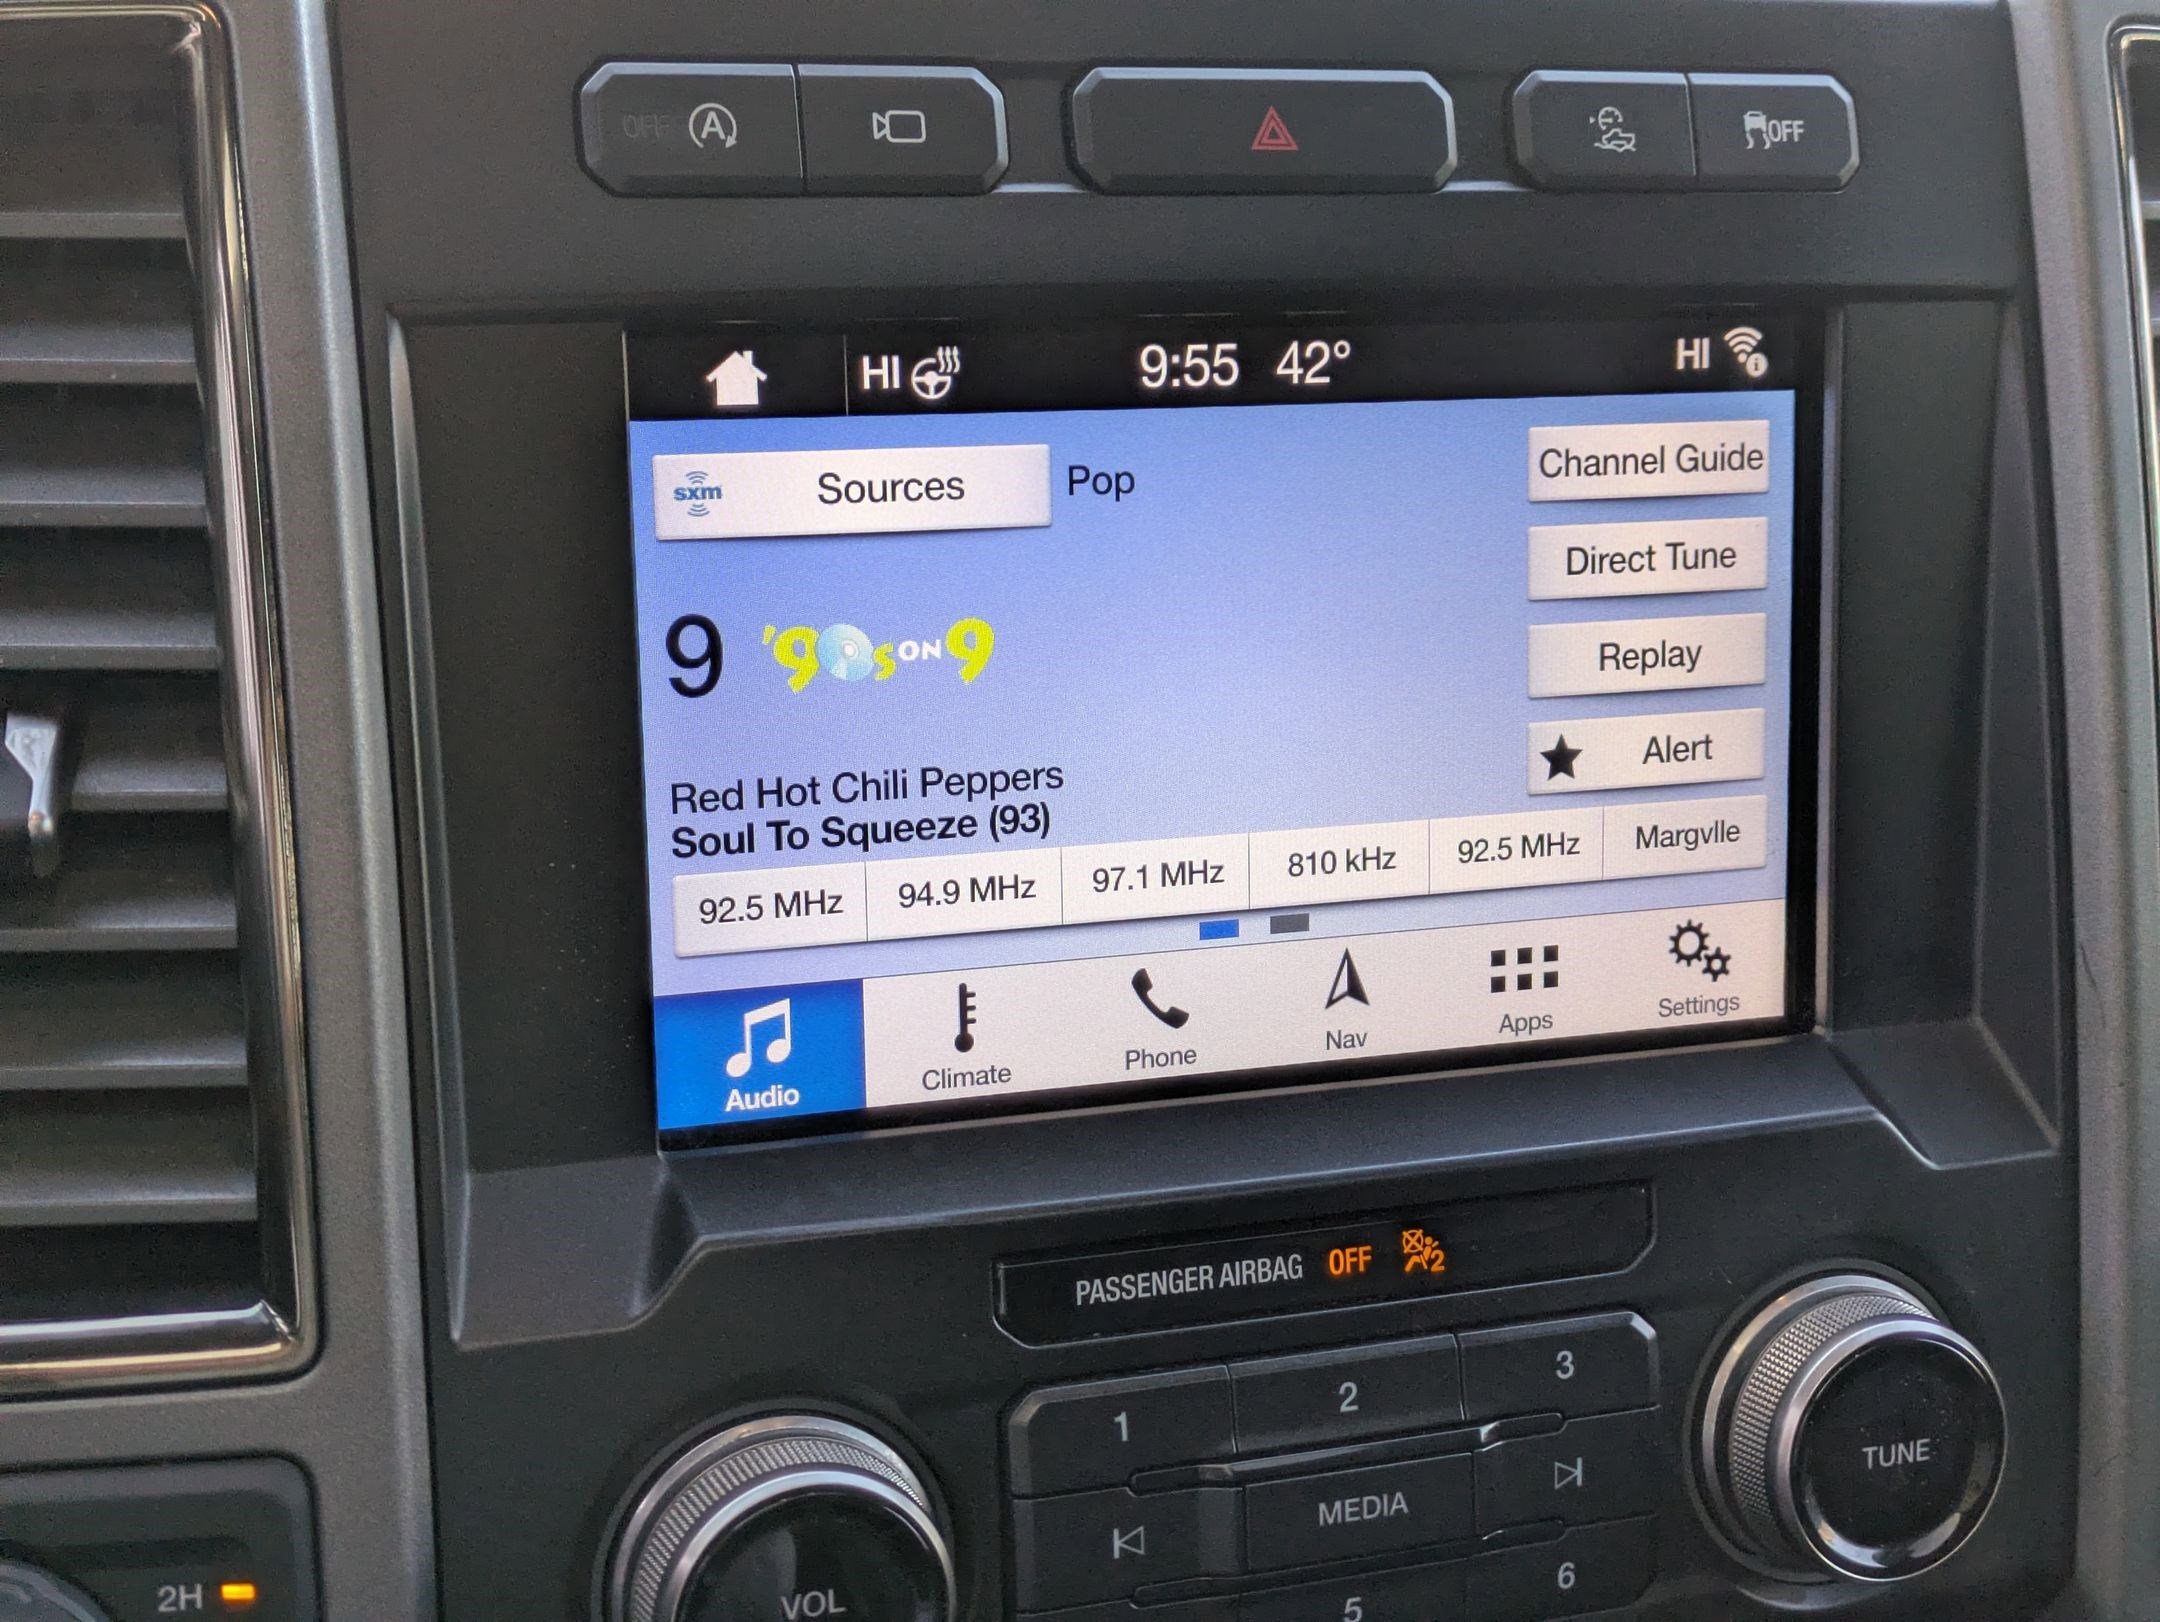 OFF A
OFF
HI 9:55 42° HI
sxm Sources Pop Channel Guide
Direct Tune
9 '90s ON 9 Replay
Alert
Red Hot Chili Peppers
Soul To Squeeze (93)
92.5 MHz 94.9 MHz 97.1 MHz 810 kHz 92.5 MHz Margvlle
Audio Climate Phone Nav Apps Settings
PASSENGER AIRBAG OFF 2
1 2 3
MEDIA
TUNE
VOL 5 6
2H